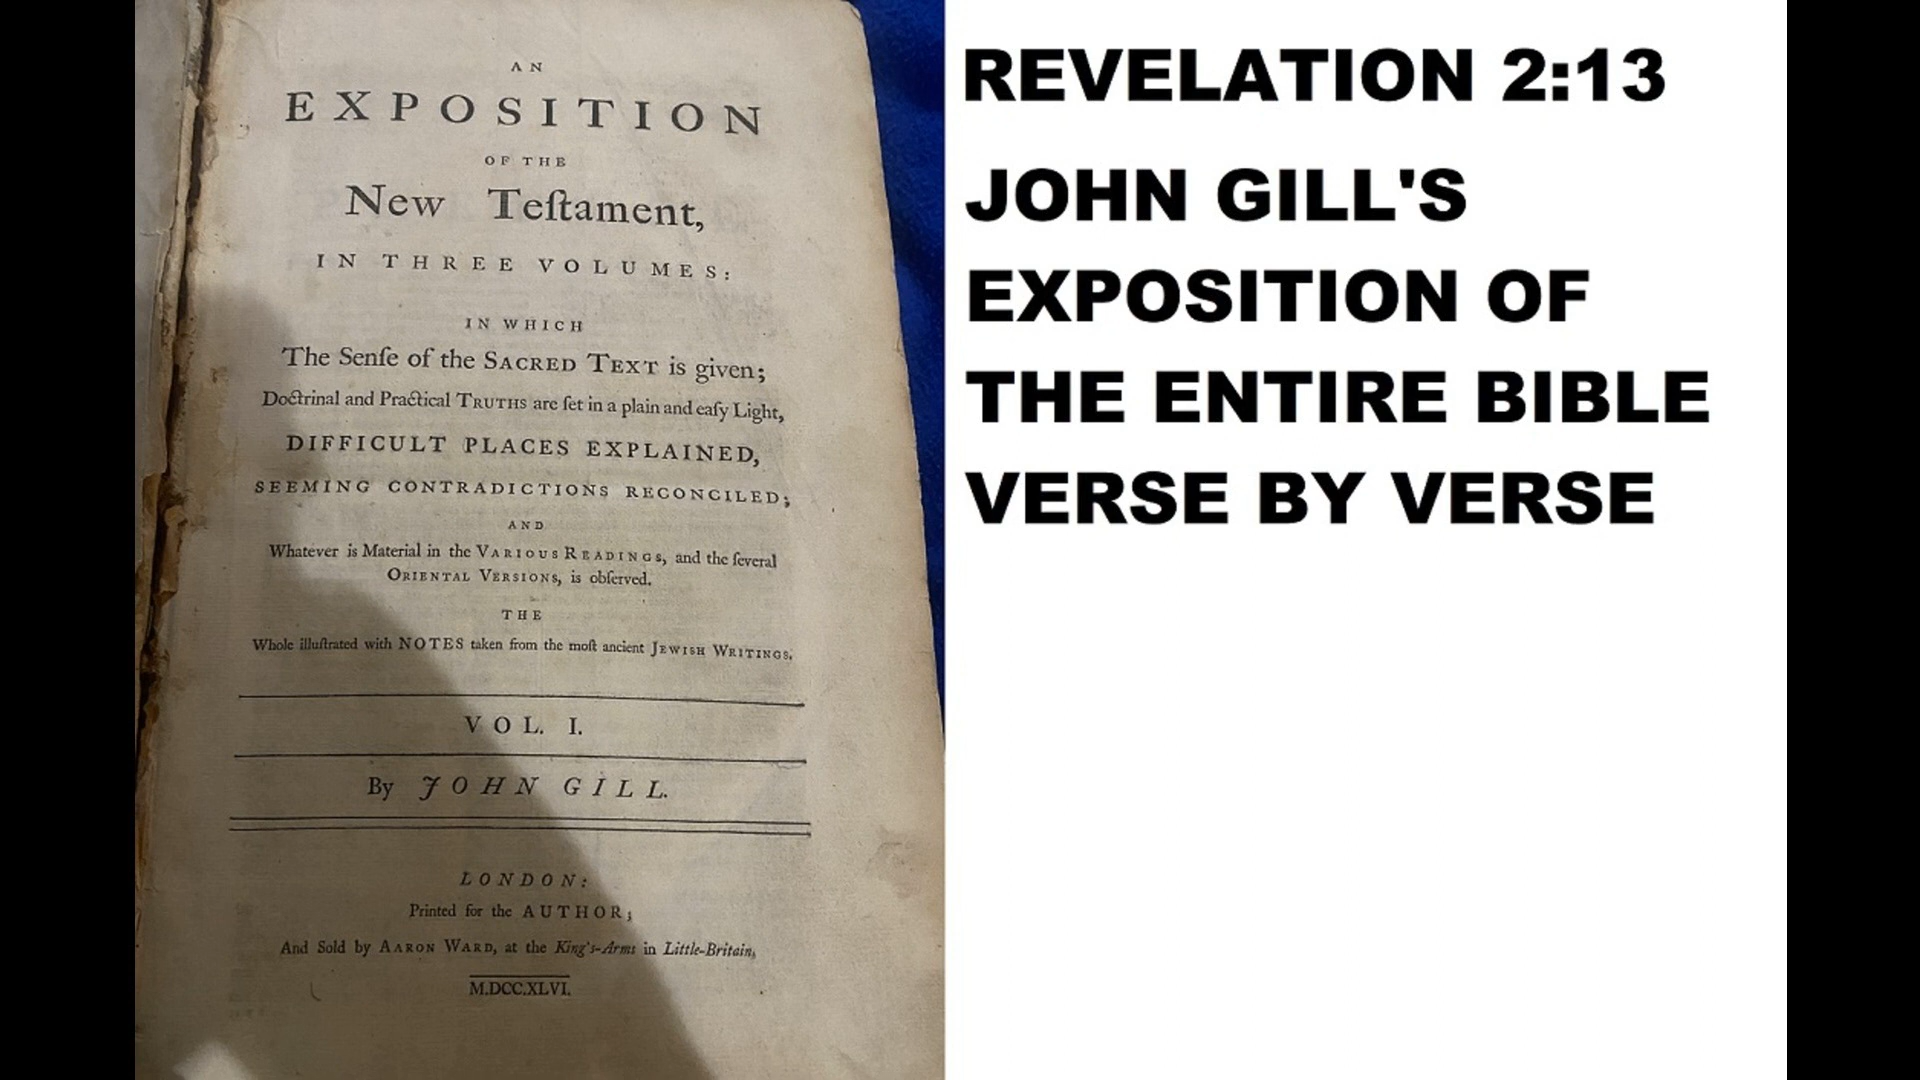 AN
EXPOSITION
OF THE
New Teſtament,
IN THREE VOLUMES:
IN WHICH
The Senſe of the SACRED TEXT is given;
Doctrinal and Practical TRUTHS are ſet in a plain and eaſy Light,
DIFFICULT PLACES EXPLAINED,
SEEMING CONTRADICTIONS RECONCILED;
AND
Whatever is Material in the VARIOUS READINGS, and the ſeveral
ORIENTAL VERSIONS, is obſerved.
THE
Whole illuſtrated with NOTES taken from the moſt ancient JEWISH WRITINGS.
VOL. I.
By JOHN GILL.
LONDON:
Printed for the AUTHOR;
And Sold by AARON WARD, at the King's-Arms in Little-Britain,
M.DCC.XLVI.
REVELATION 2:13
JOHN GILL'S
EXPOSITION OF
THE ENTIRE BIBLE
VERSE BY VERSE